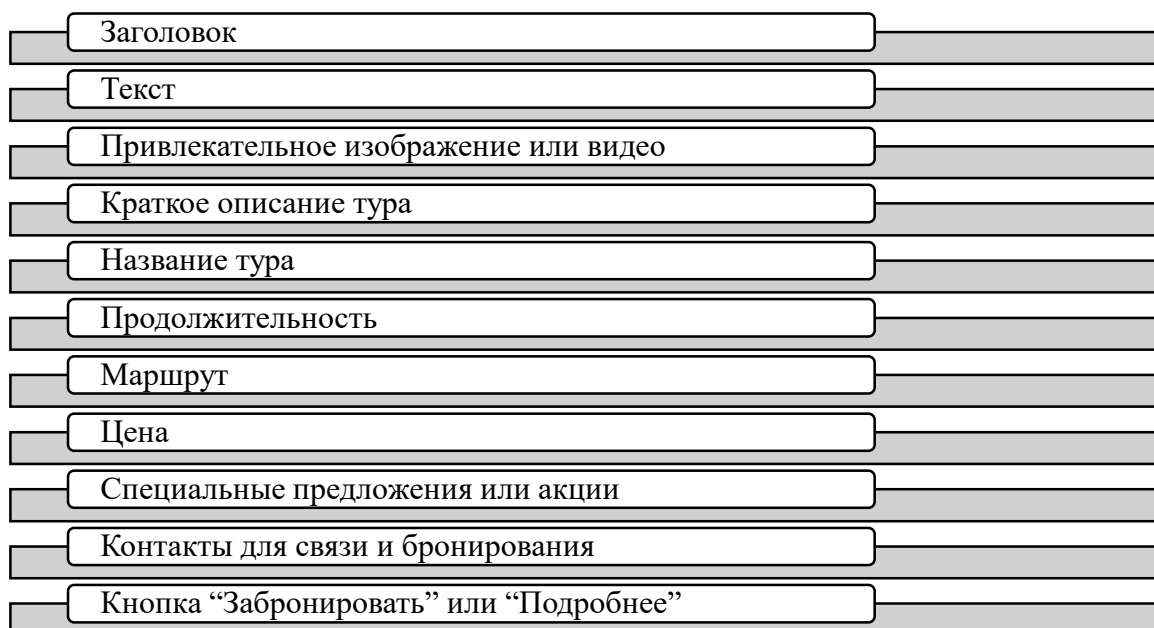 Заголовок
Текст
Привлекательное изображение или видео
Краткое описание тура
Название тура
Продолжительность
Маршрут
Цена
Специальные предложения или акции
Контакты для связи и бронирования
Кнопка “Забронировать” или “Подробнее”